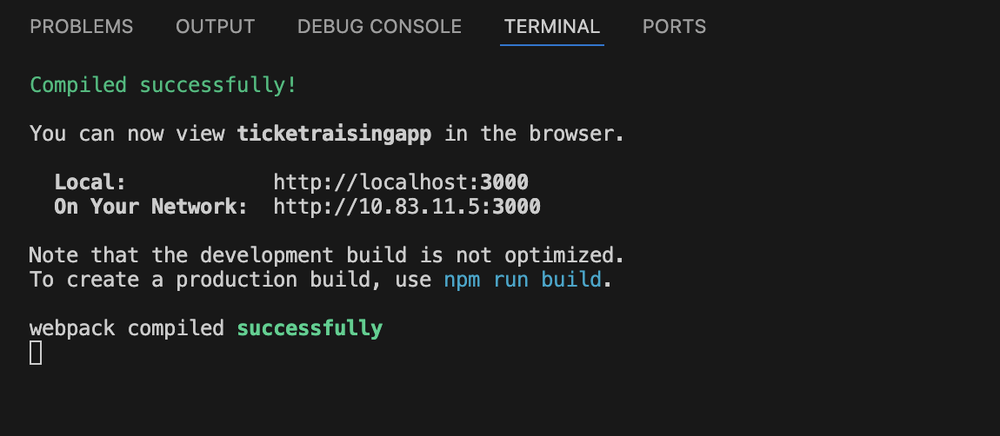 PROBLEMS OUTPUT DEBUG CONSOLE TERMINAL PORTS
Compiled successfully!
You can now view ticketraisingapp in the browser.
Local: http://localhost:3000
On Your Network: http://10.83.11.5:3000
Note that the development build is not optimized.
To create a production build, use npm run build.
webpack compiled successfully